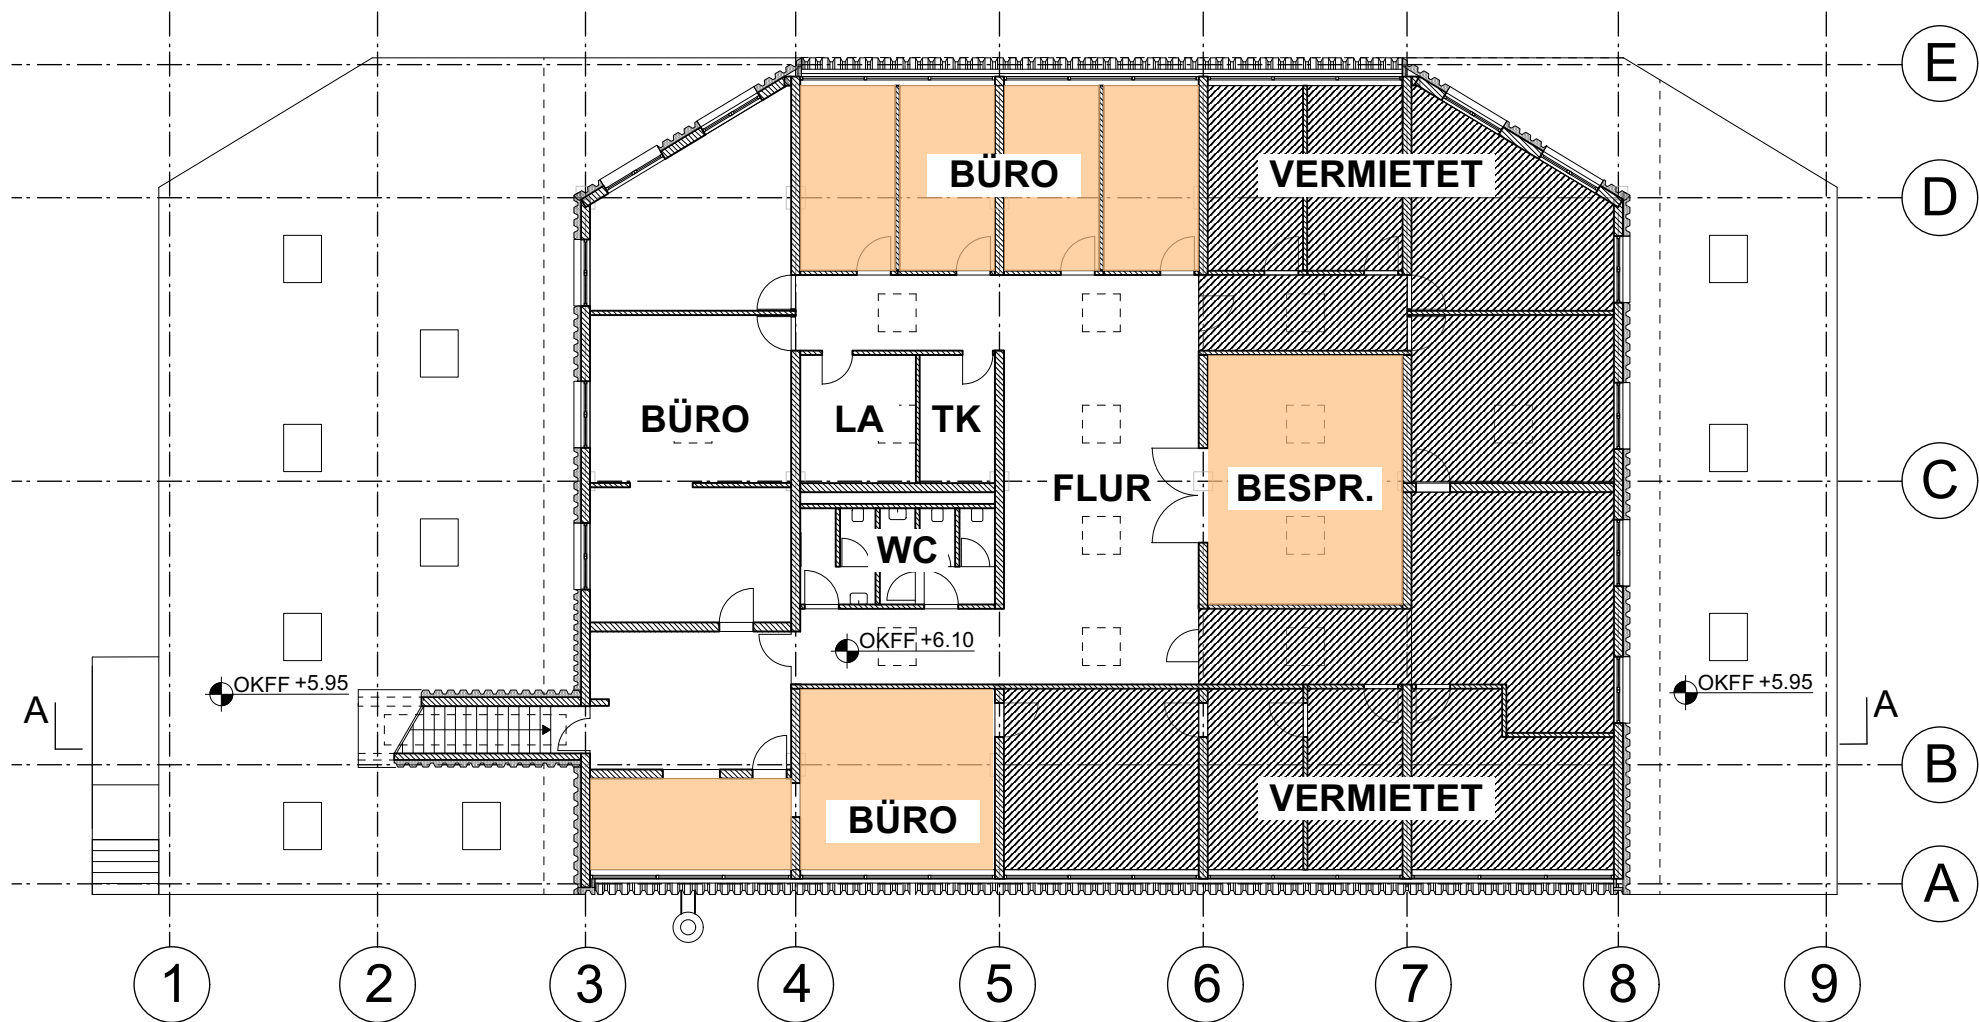 E
BÜRO
VERMIETET
D
BÜRO
LA
TK
FLUR
BESPR.
C
WC
OKFF +6.10
OKFF +5.95
OKFF +5.95
A
A
B
BÜRO
VERMIETET
A
1
2
3
4
5
6
7
8
9